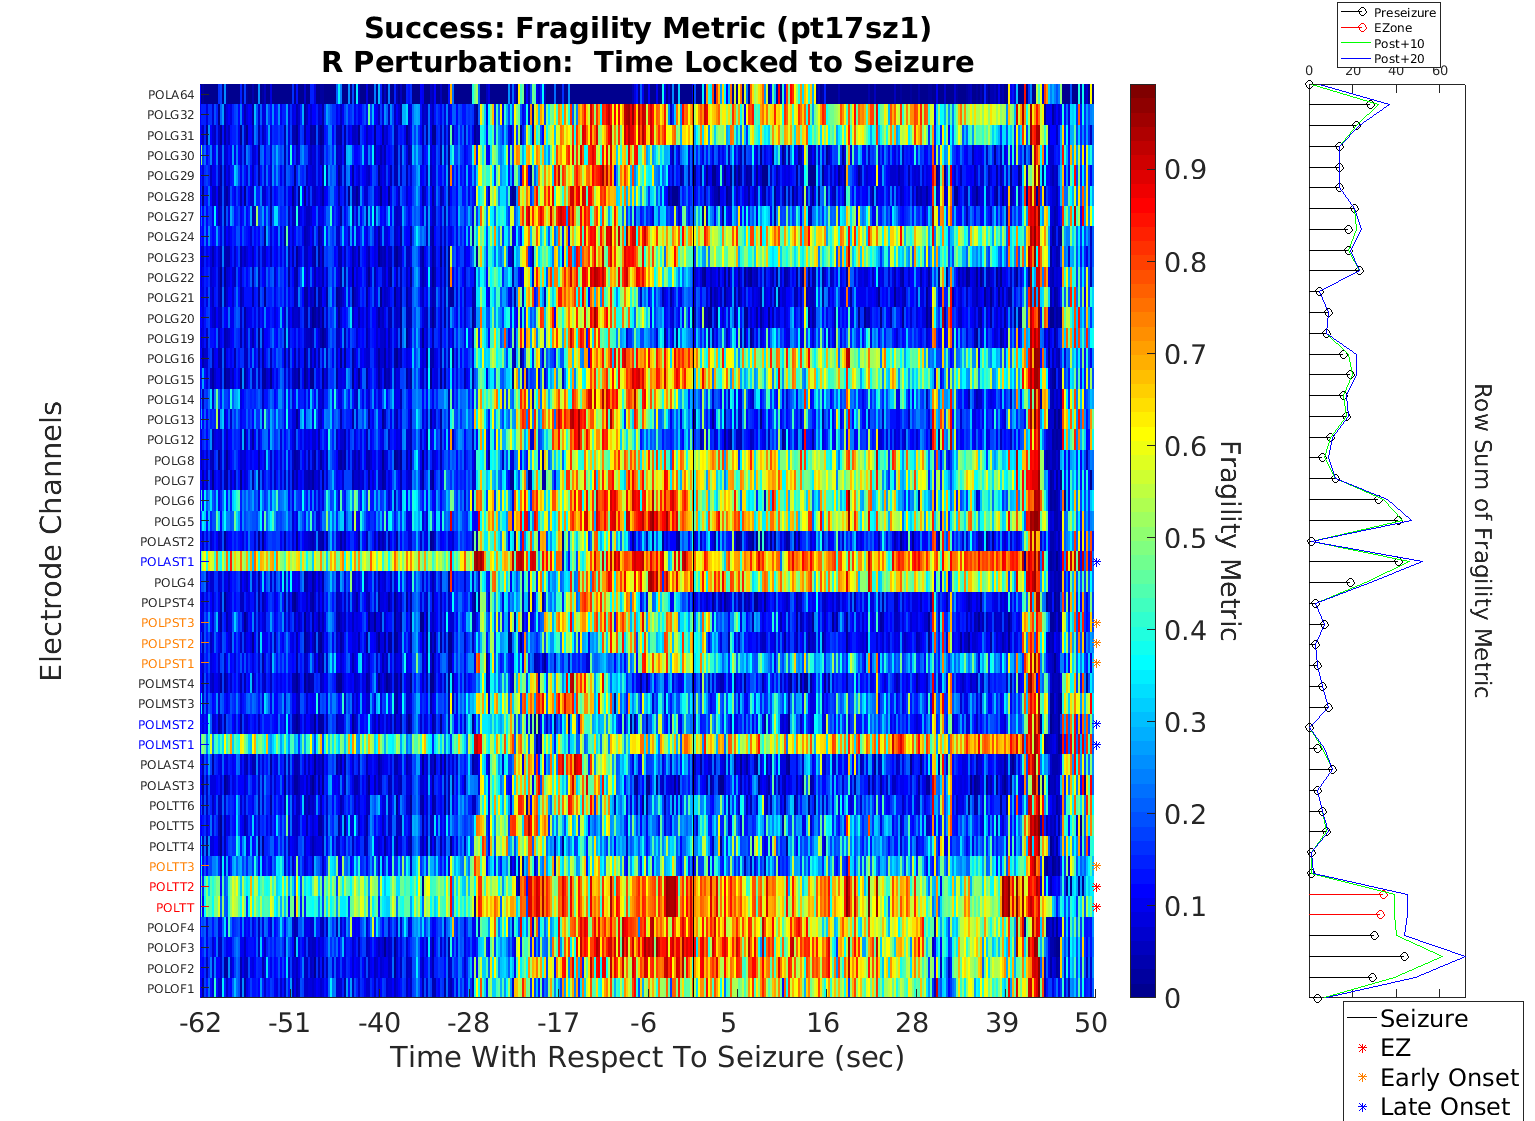 Success: Fragility Metric (pt17sz1)
R Perturbation:  Time Locked to Seizure
Electrode Channels
POLA64
POLG32
POLG31
POLG30
POLG29
POLG28
POLG27
POLG24
POLG23
POLG22
POLG21
POLG20
POLG19
POLG16
POLG15
POLG14
POLG13
POLG12
POLG8
POLG7
POLG6
POLG5
POLAST2
POLAST1
POLG4
POLPST4
POLPST3
POLPST2
POLPST1
POLMST4
POLMST3
POLMST2
POLMST1
POLAST4
POLAST3
POLTT6
POLTT5
POLTT4
POLTT3
POLTT2
POLTT
POLOF4
POLOF3
POLOF2
POLOF1
-62 -51 -40 -28 -17 -6 5 16 28 39 50
Time With Respect To Seizure (sec)
0.9
0.8
0.7
0.6
0.5
0.4
0.3
0.2
0.1
0
Fragility Metric
Preseizure
EZone
Post+10
Post+20
0 20 40 60
Row Sum of Fragility Metric
Seizure
EZ
Early Onset
Late Onset